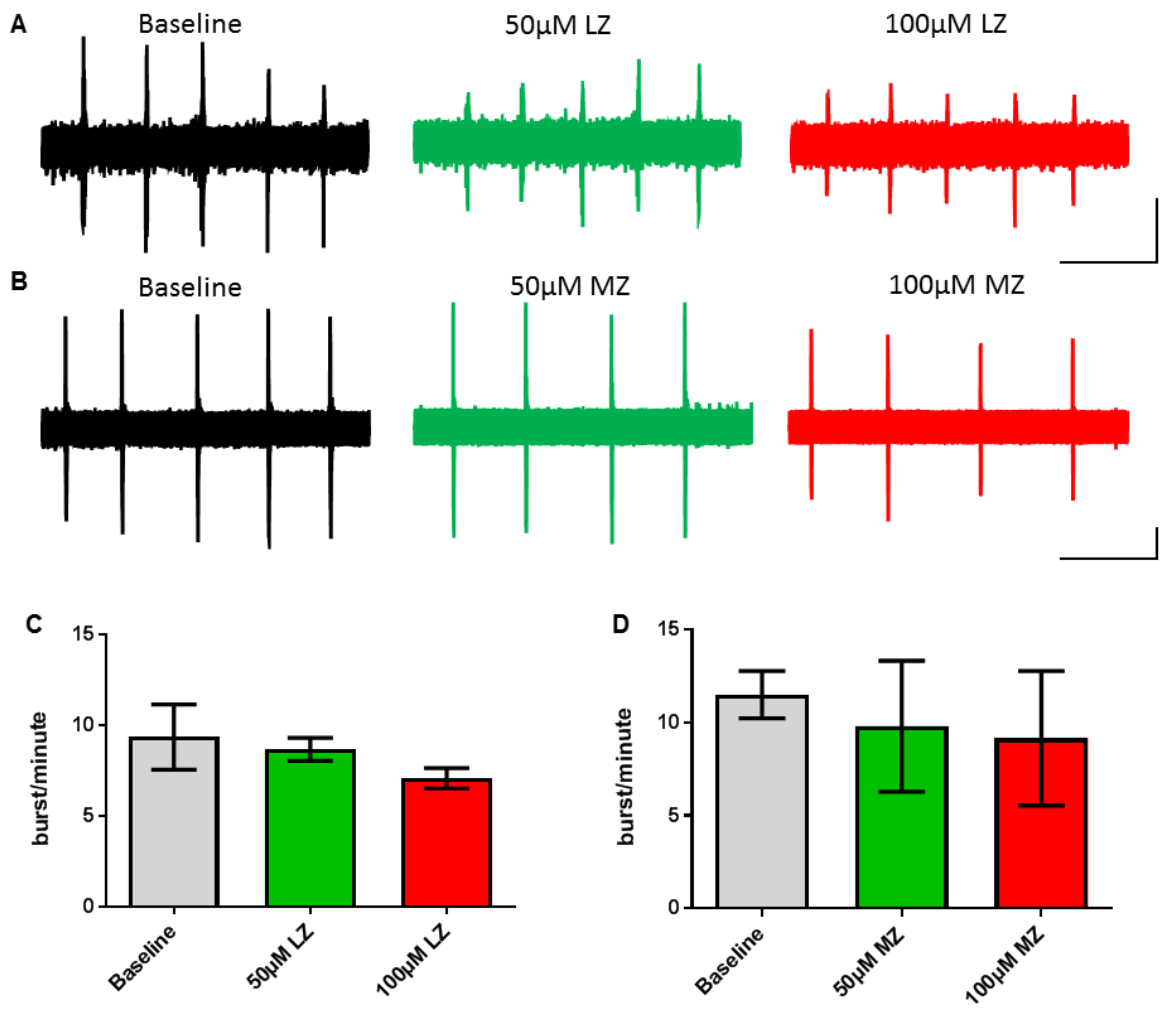 A
Baseline 50µM LZ 100µM LZ
B
Baseline 50µM MZ 100µM MZ
C
15
10
5
0
burst/minute
Baseline
50µM LZ
100µM LZ
D
15
10
5
0
burst/minute
Baseline
50µM MZ
100µM MZ